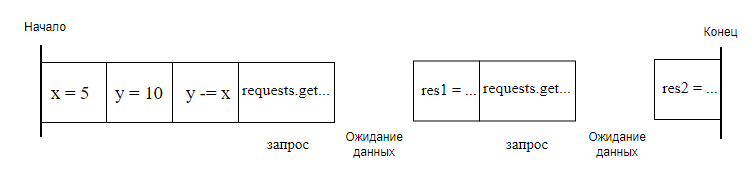 Начало
Конец
x = 5
y = 10
y -= x
requests.get...
res1 = ...
requests.get...
res2 = ...
запрос
Ожидание
данных
запрос
Ожидание
данных